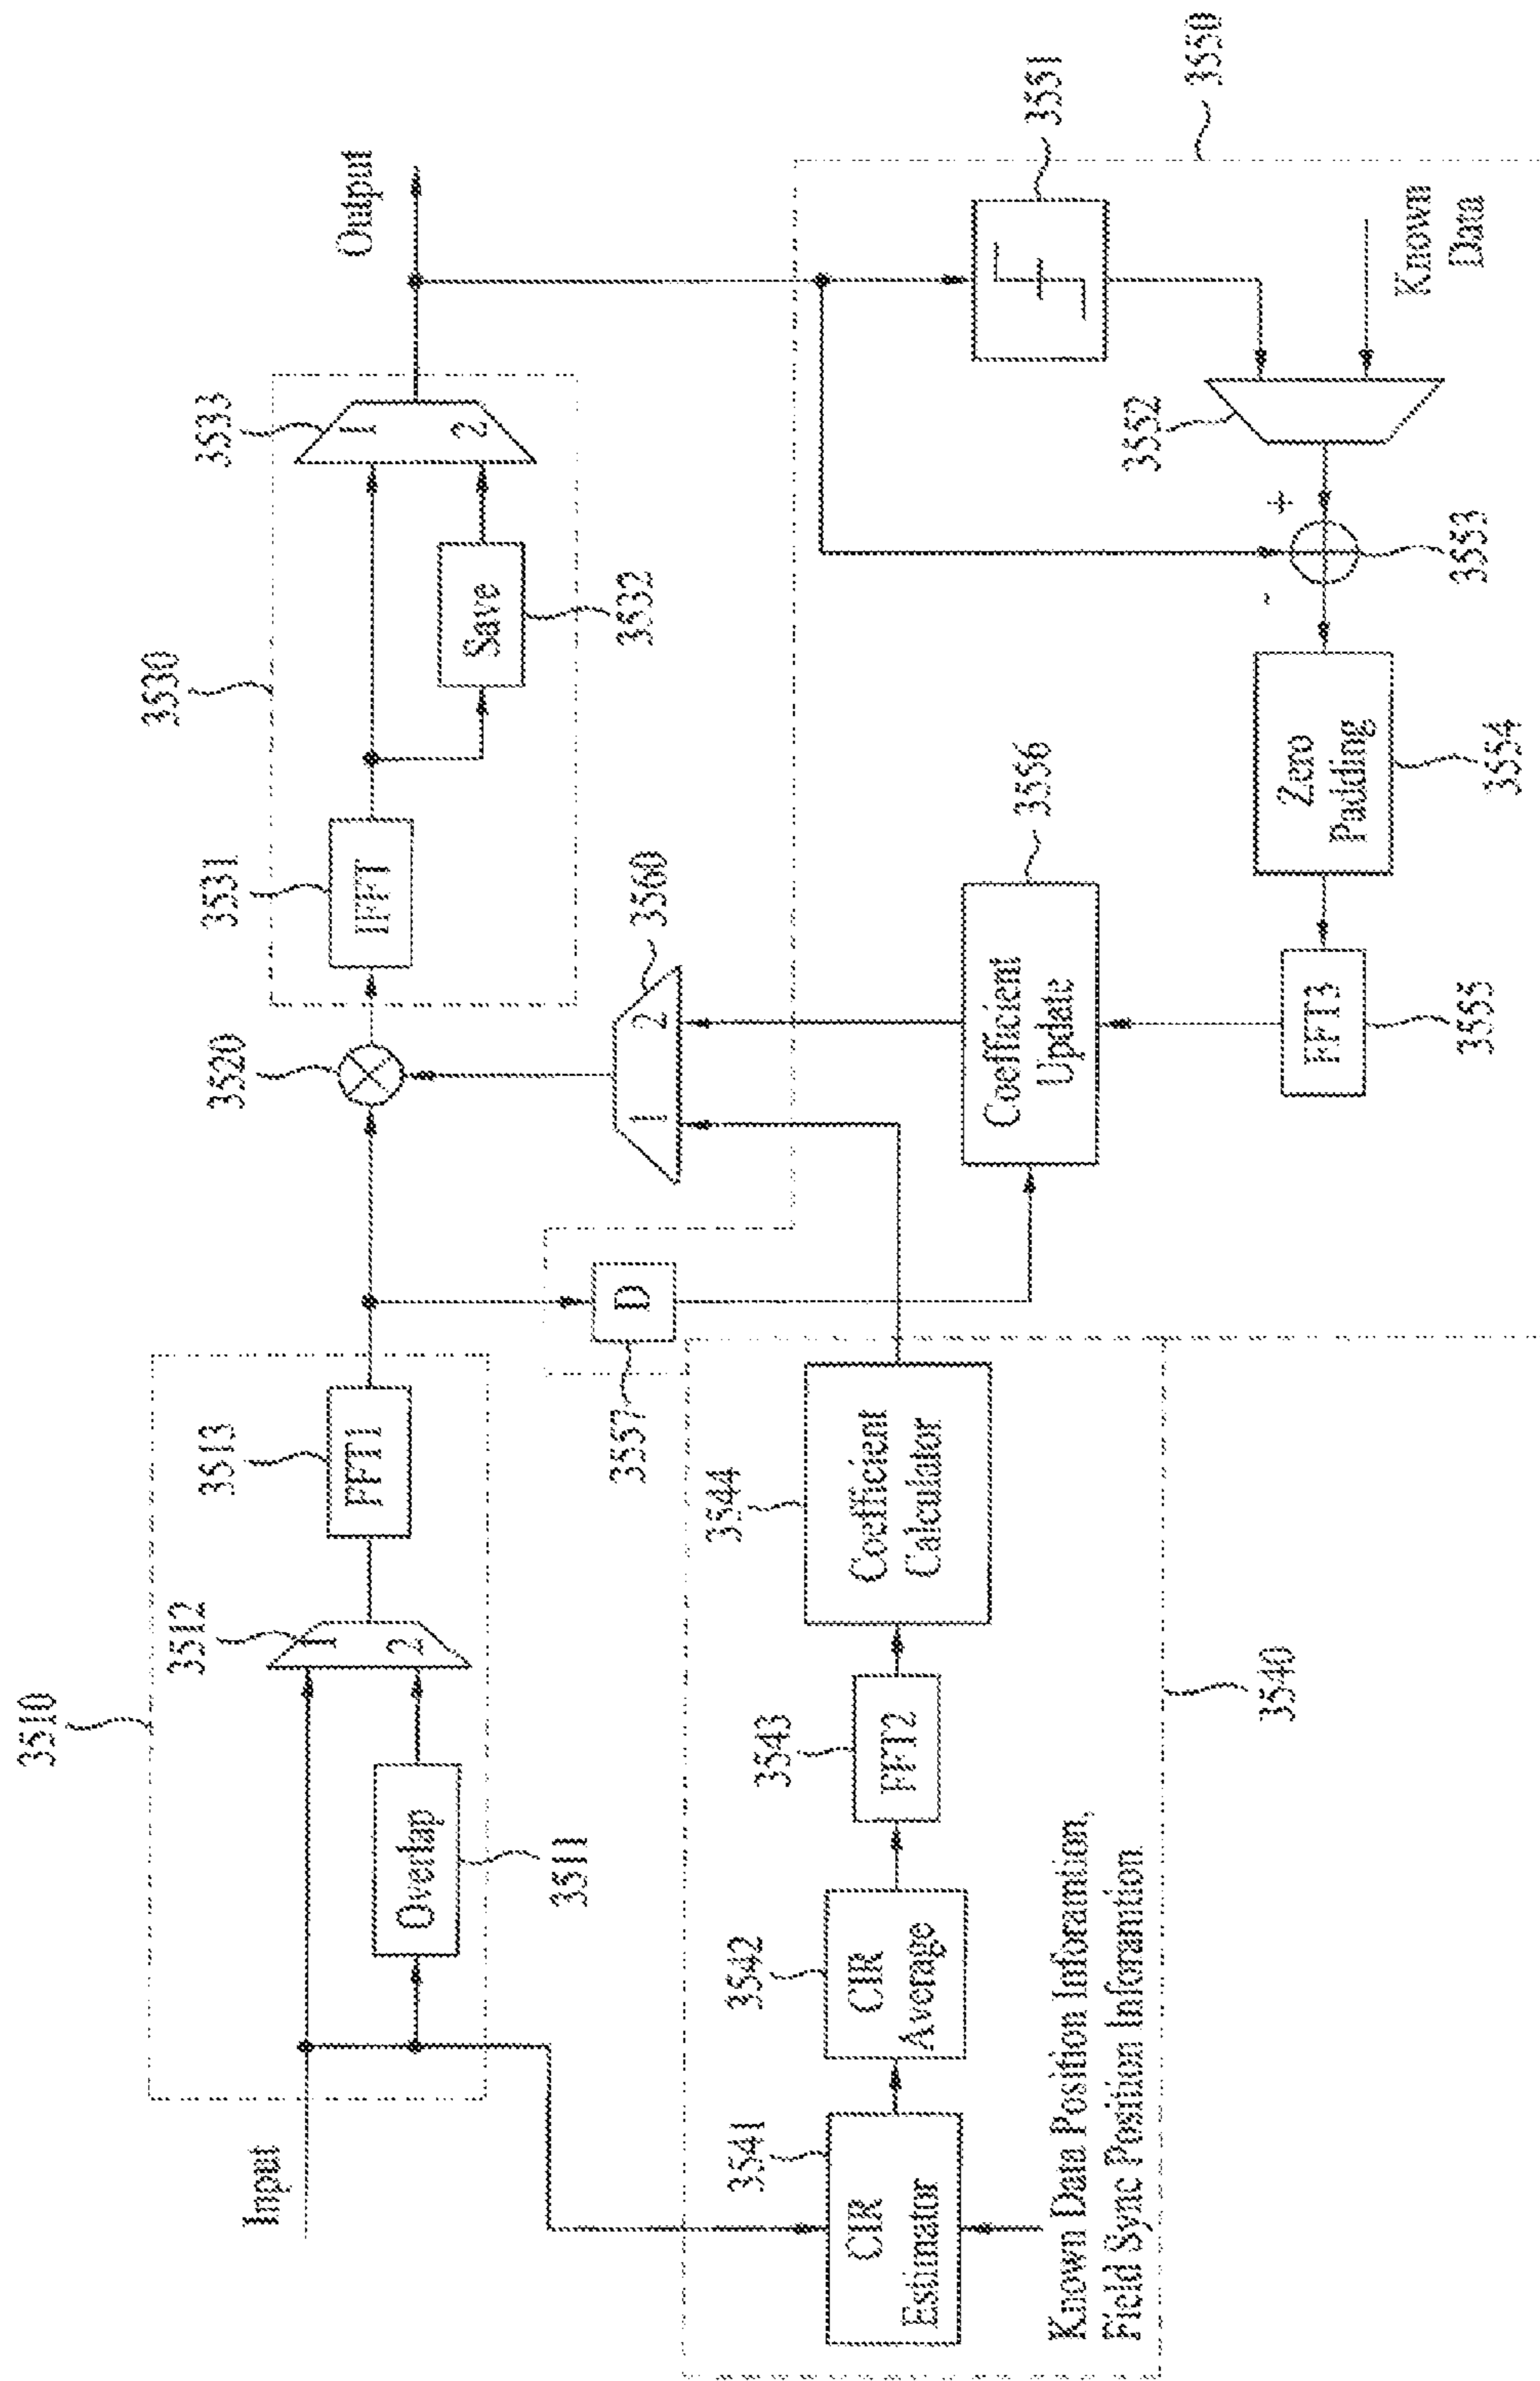 3510
3512
3513
1
2
FFT1
Overlap
3511
Input
3520
3530
3531
3533
IFFT
1
2
Save
3532
Output
3557
D
3560
1
2
3541
3542
3543
3544
CIR
Estimator
CIR
Average
FFT2
Coefficient
Calculator
Known Data Position Inforamtion,
Field Sync Position Inforamtion
3540
3556
Coefficient
Update
3550
3551
3552
Known
Data
+
-
3553
Zero
Padding
3554
FFT3
3555